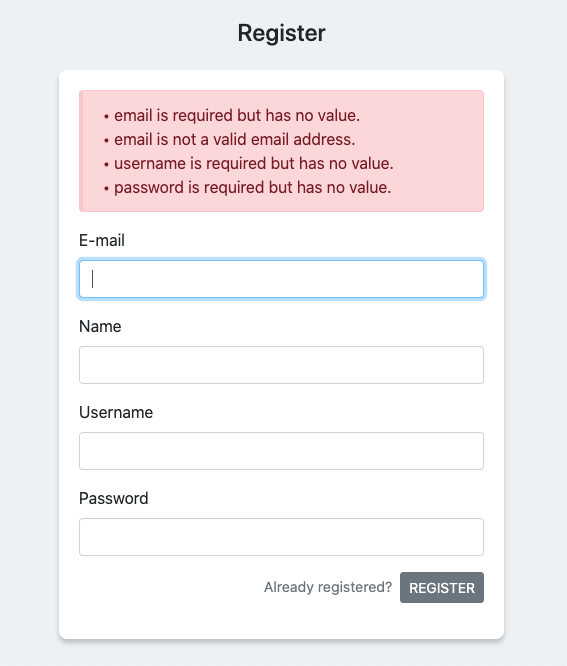 Register
• email is required but has no value.
• email is not a valid email address.
• username is required but has no value.
• password is required but has no value.
E-mail
Name
Username
Password
Already registered? REGISTER